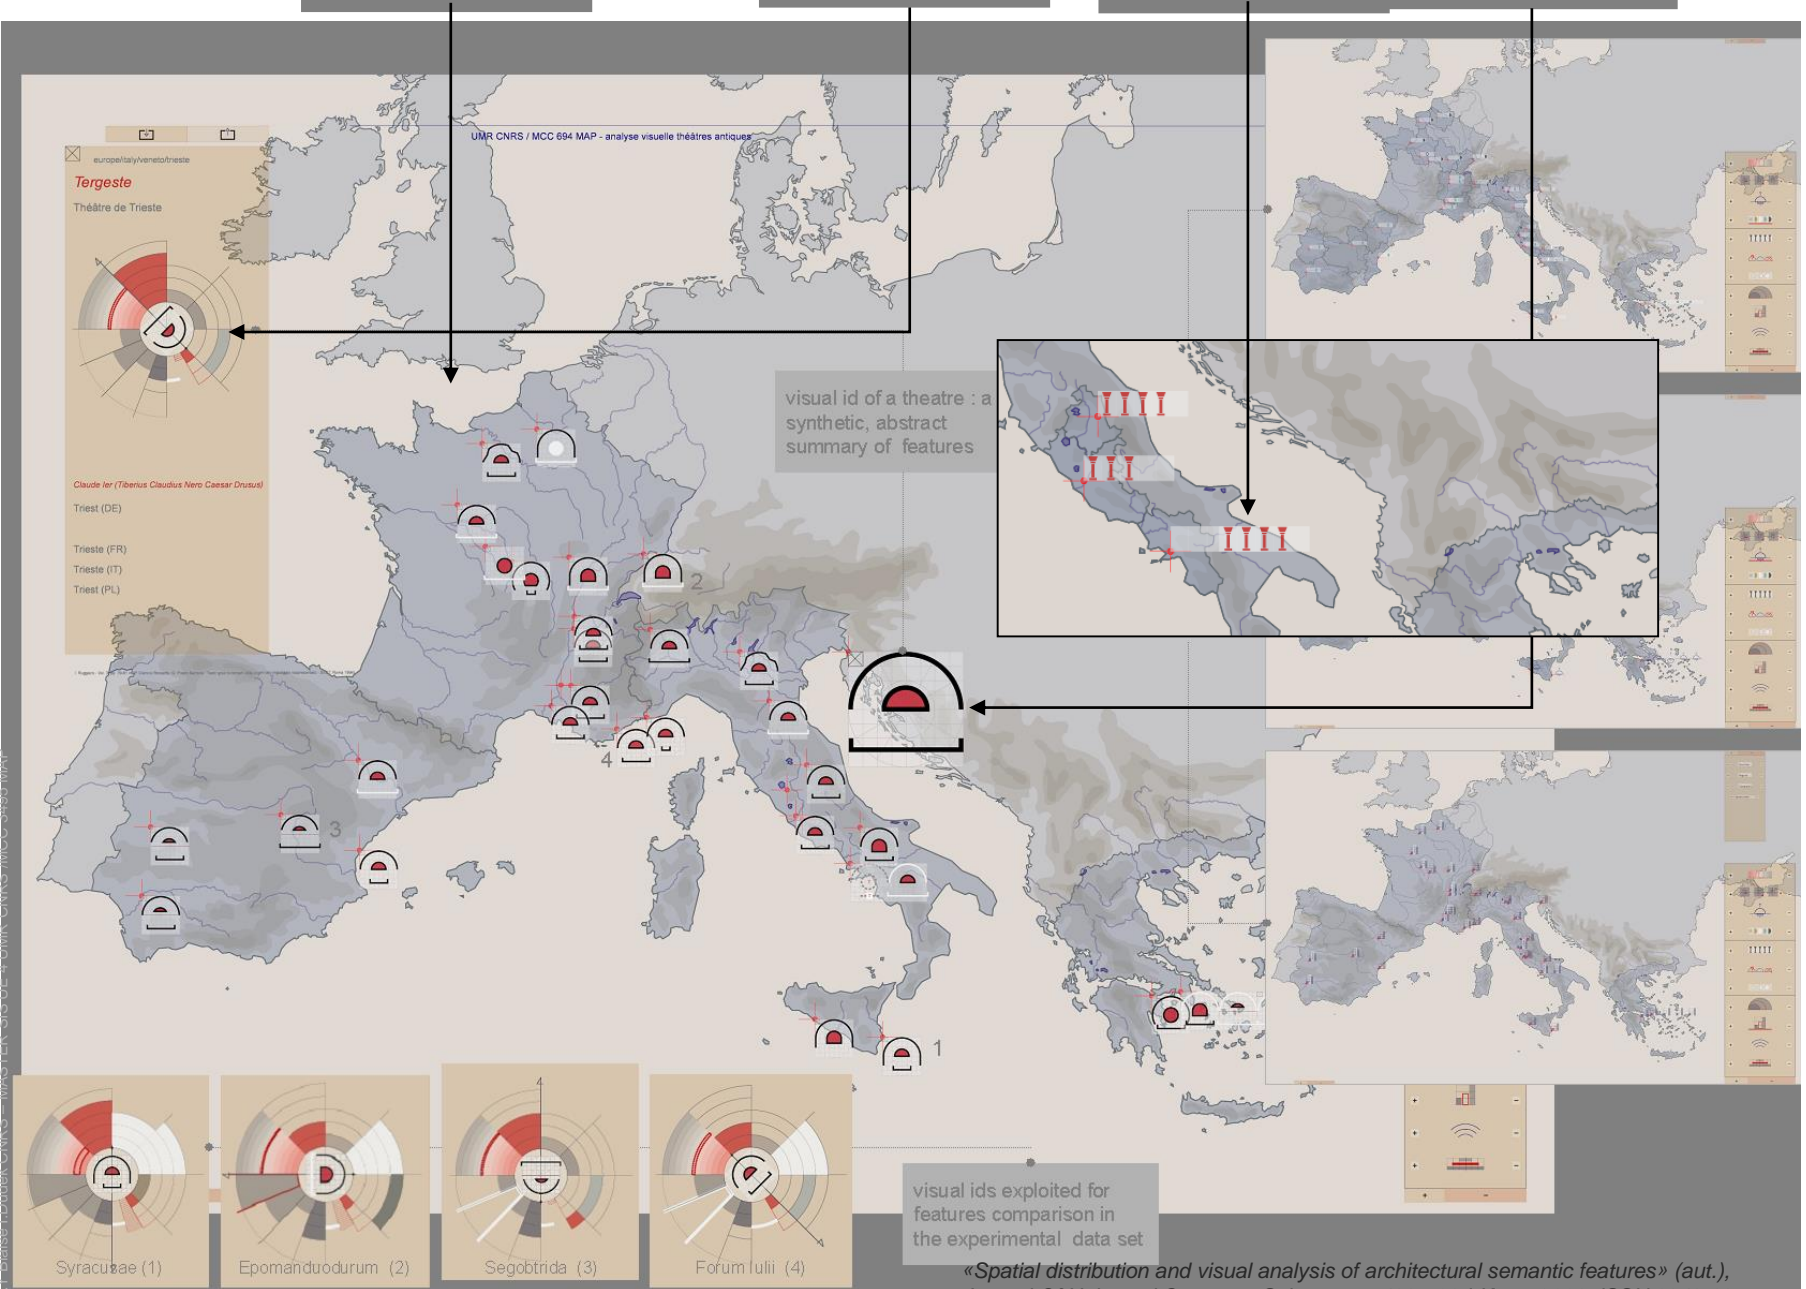 UMR CNRS / MCC 694 MAP - analyse visuelle théâtres antiques
europe/italy/veneto/trieste
Tergeste
Théâtre de Trieste
Claude Ier (Tiberius Claudius Nero Caesar Drusus)
Triest (DE)
Trieste (FR)
Trieste (IT)
Triest (PL)
visual id of a theatre : a
synthetic, abstract
summary of features
2
4
3
1
4
Syracusae (1)
Epomanduodurum (2)
Segobtrida (3)
Forum Iulii (4)
visual ids exploited for
features comparison in
the experimental data set
«Spatial distribution and visual analysis of architectural semantic features» (aut.),